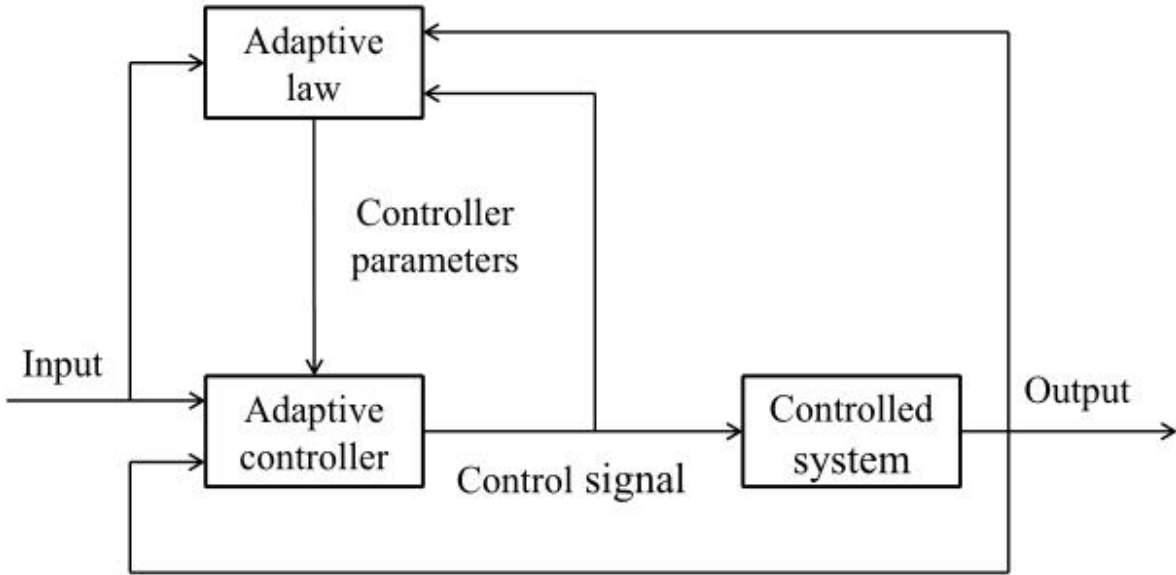 Adaptive
law
Controller
parameters
Input
Adaptive
controller
Control signal
Controlled
system
Output